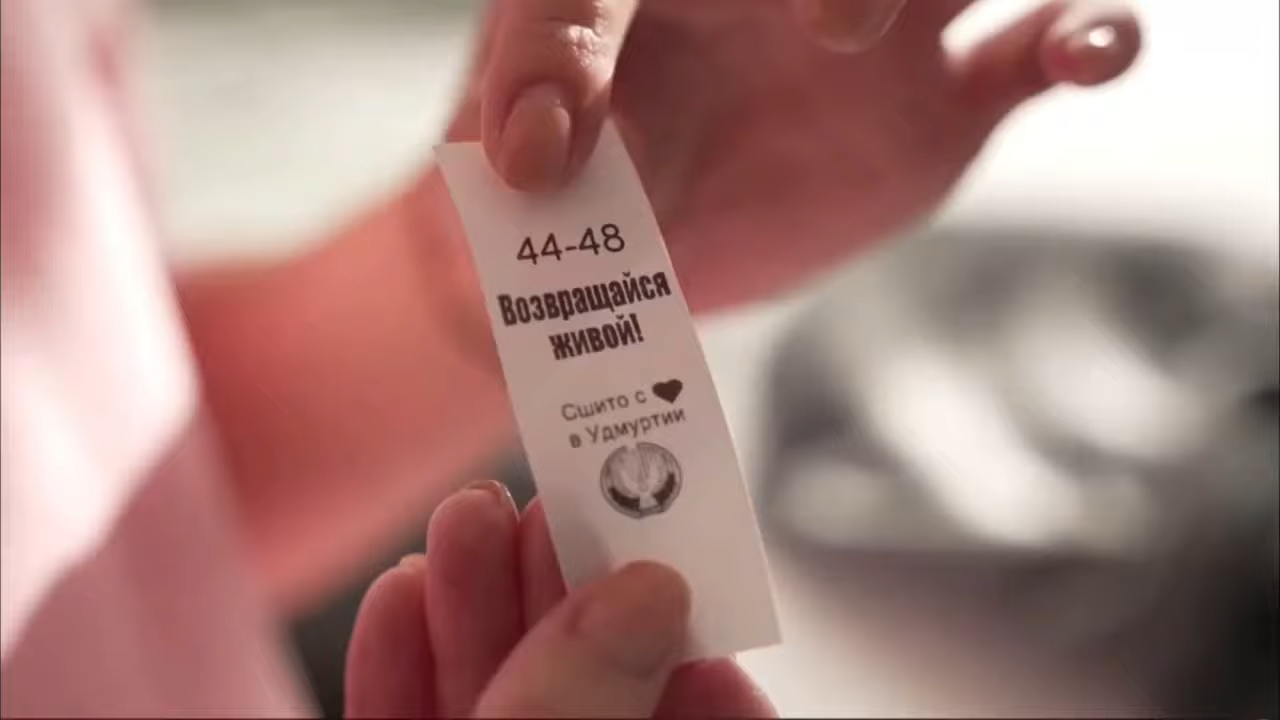 44-48
Возвращайся
живой!
Сшито с ♥
в Удмуртии